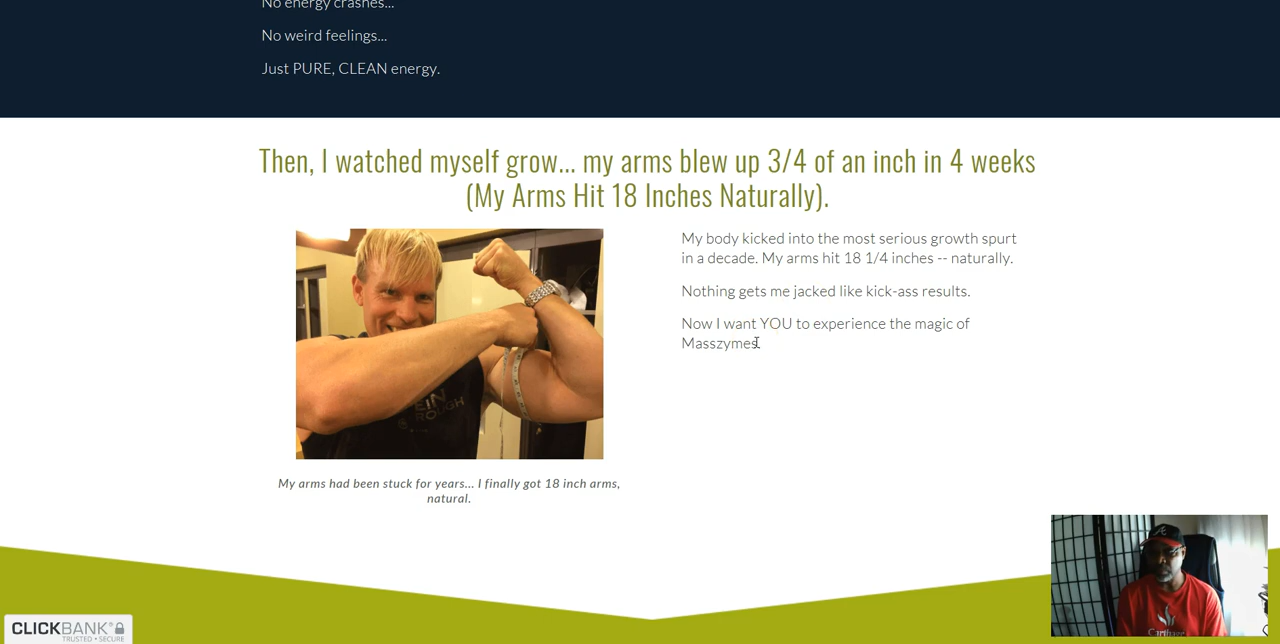 No energy crashes...
No weird feelings...
Just PURE, CLEAN energy.
Then, I watched myself grow... my arms blew up 3/4 of an inch in 4 weeks
(My Arms Hit 18 Inches Naturally).
My body kicked into the most serious growth spurt
in a decade. My arms hit 18 1/4 inches -- naturally.
Nothing gets me jacked like kick-ass results.
Now I want YOU to experience the magic of
Masszymes.
My arms had been stuck for years... I finally got 18 inch arms,
natural.
CLICKBANK®
TRUSTED • SECURE